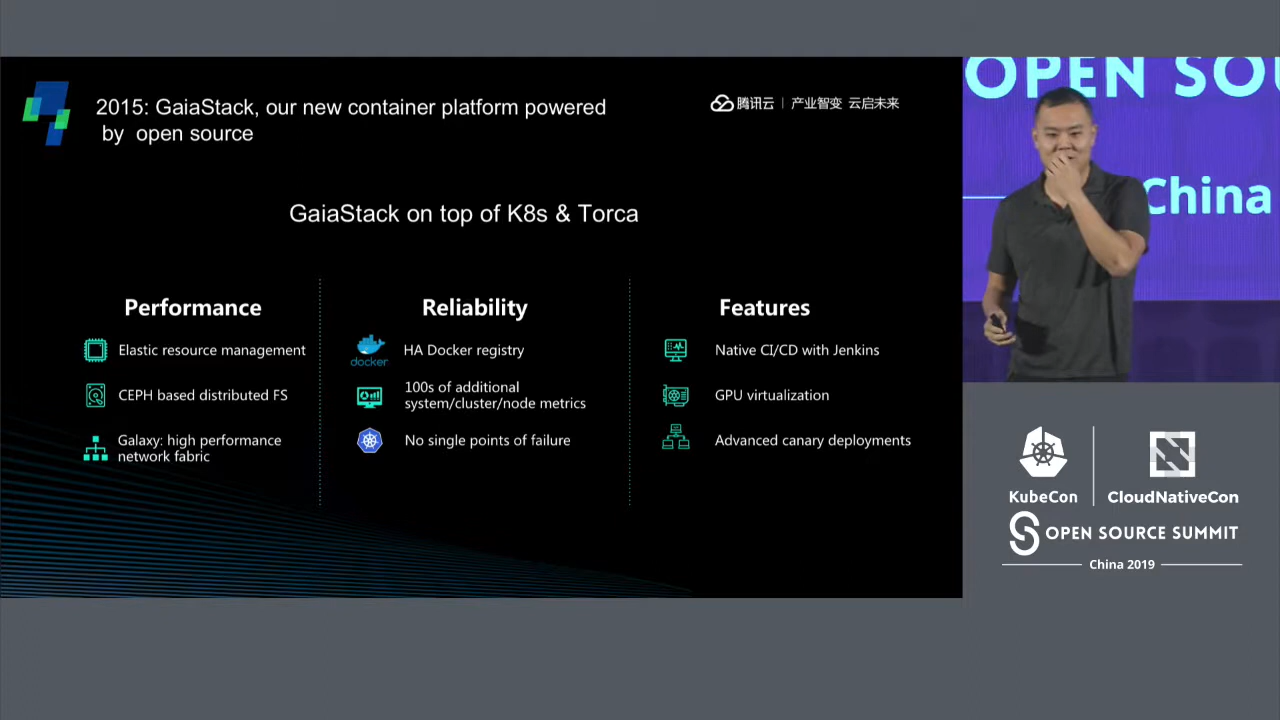 2015: GaiaStack, our new container platform powered
by open source
腾讯云 | 产业智变 云启未来
GaiaStack on top of K8s & Torca
Performance
Elastic resource management
CEPH based distributed FS
Galaxy: high performance
network fabric
Reliability
docker
HA Docker registry
100s of additional
system/cluster/node metrics
No single points of failure
Features
Native CI/CD with Jenkins
GPU virtualization
Advanced canary deployments
OPEN SOU
China
KubeCon
CloudNativeCon
OPEN SOURCE SUMMIT
China 2019